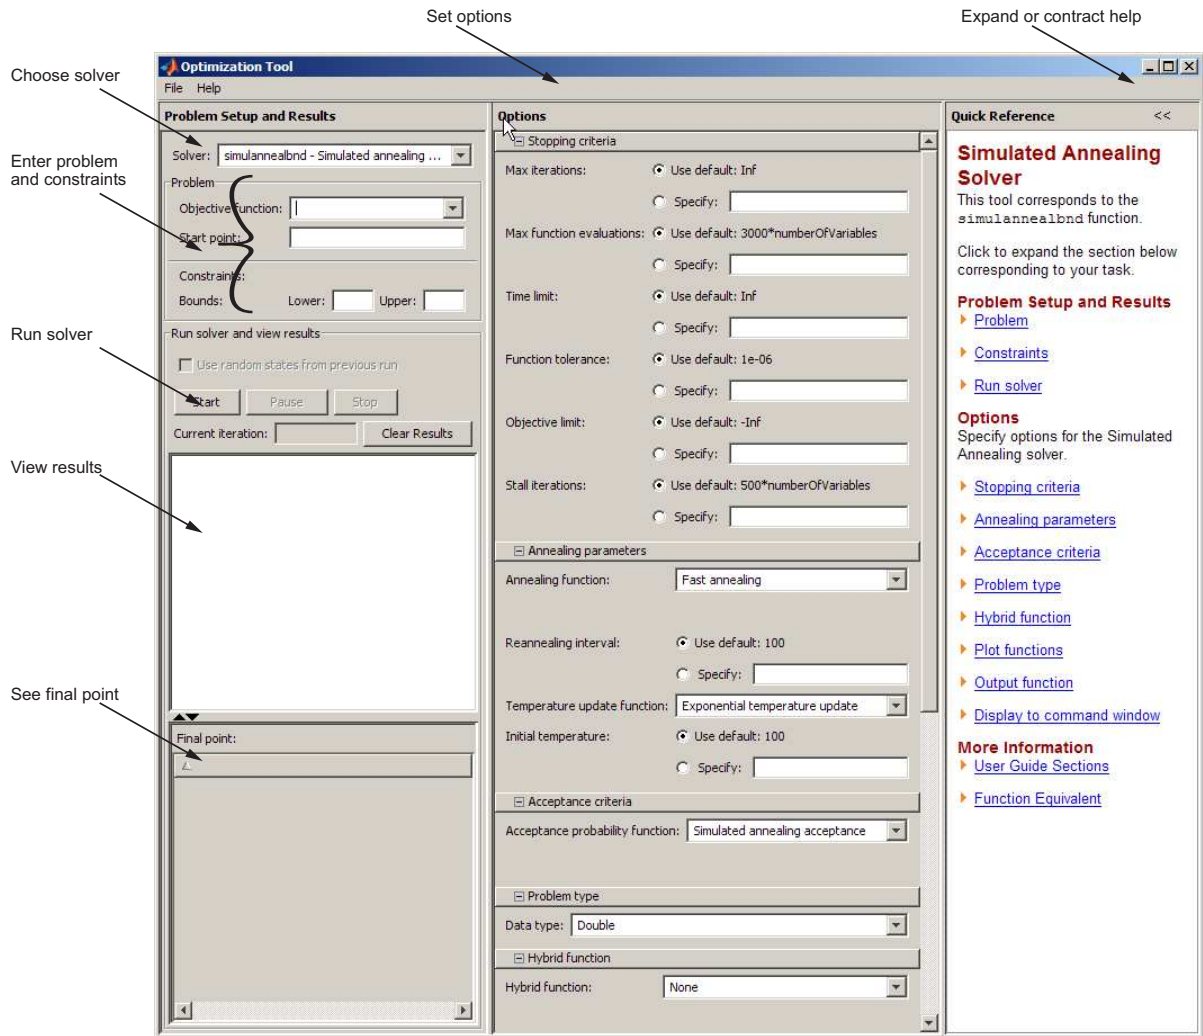 Set options
Expand or contract help
Choose solver
Enter problem
and constraints
Run solver
View results
See final point
Optimization Tool
File Help
Problem Setup and Results
Solver: simulannealbnd - Simulated annealing ...
Problem
Objective function:
Start point:
Constraints:
Bounds: Lower: Upper:
Run solver and view results
Use random states from previous run
Start Pause Stop
Current iteration: Clear Results
Final point:
Options
Stopping criteria
Max iterations: Use default: Inf
Specify:
Max function evaluations: Use default: 3000*numberOfVariables
Specify:
Time limit: Use default: Inf
Specify:
Function tolerance: Use default: 1e-06
Specify:
Objective limit: Use default: -Inf
Specify:
Stall iterations: Use default: 500*numberOfVariables
Specify:
Annealing parameters
Annealing function: Fast annealing
Reannealing interval: Use default: 100
Specify:
Temperature update function: Exponential temperature update
Initial temperature: Use default: 100
Specify:
Acceptance criteria
Acceptance probability function: Simulated annealing acceptance
Problem type
Data type: Double
Hybrid function
Hybrid function: None
Quick Reference <<
Simulated Annealing
Solver
This tool corresponds to the
simulannealbnd function.
Click to expand the section below
corresponding to your task.
Problem Setup and Results
Problem
Constraints
Run solver
Options
Specify options for the Simulated
Annealing solver.
Stopping criteria
Annealing parameters
Acceptance criteria
Problem type
Hybrid function
Plot functions
Output function
Display to command window
More Information
User Guide Sections
Function Equivalent